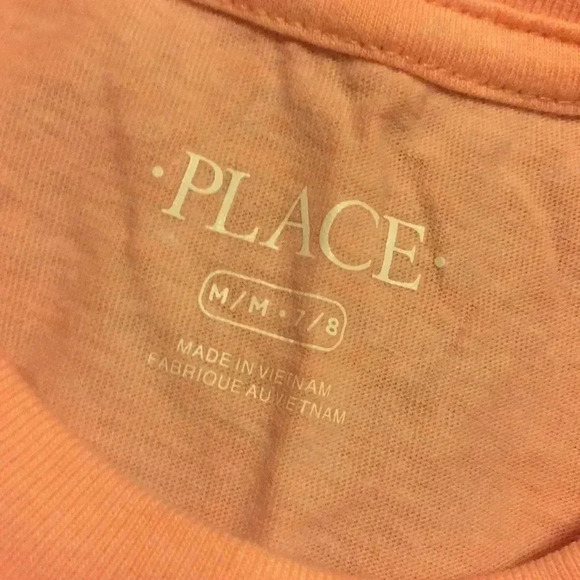 ·PLACE·
M/M • 7/8
MADE IN VIETNAM
FABRIQUE AU VIETNAM